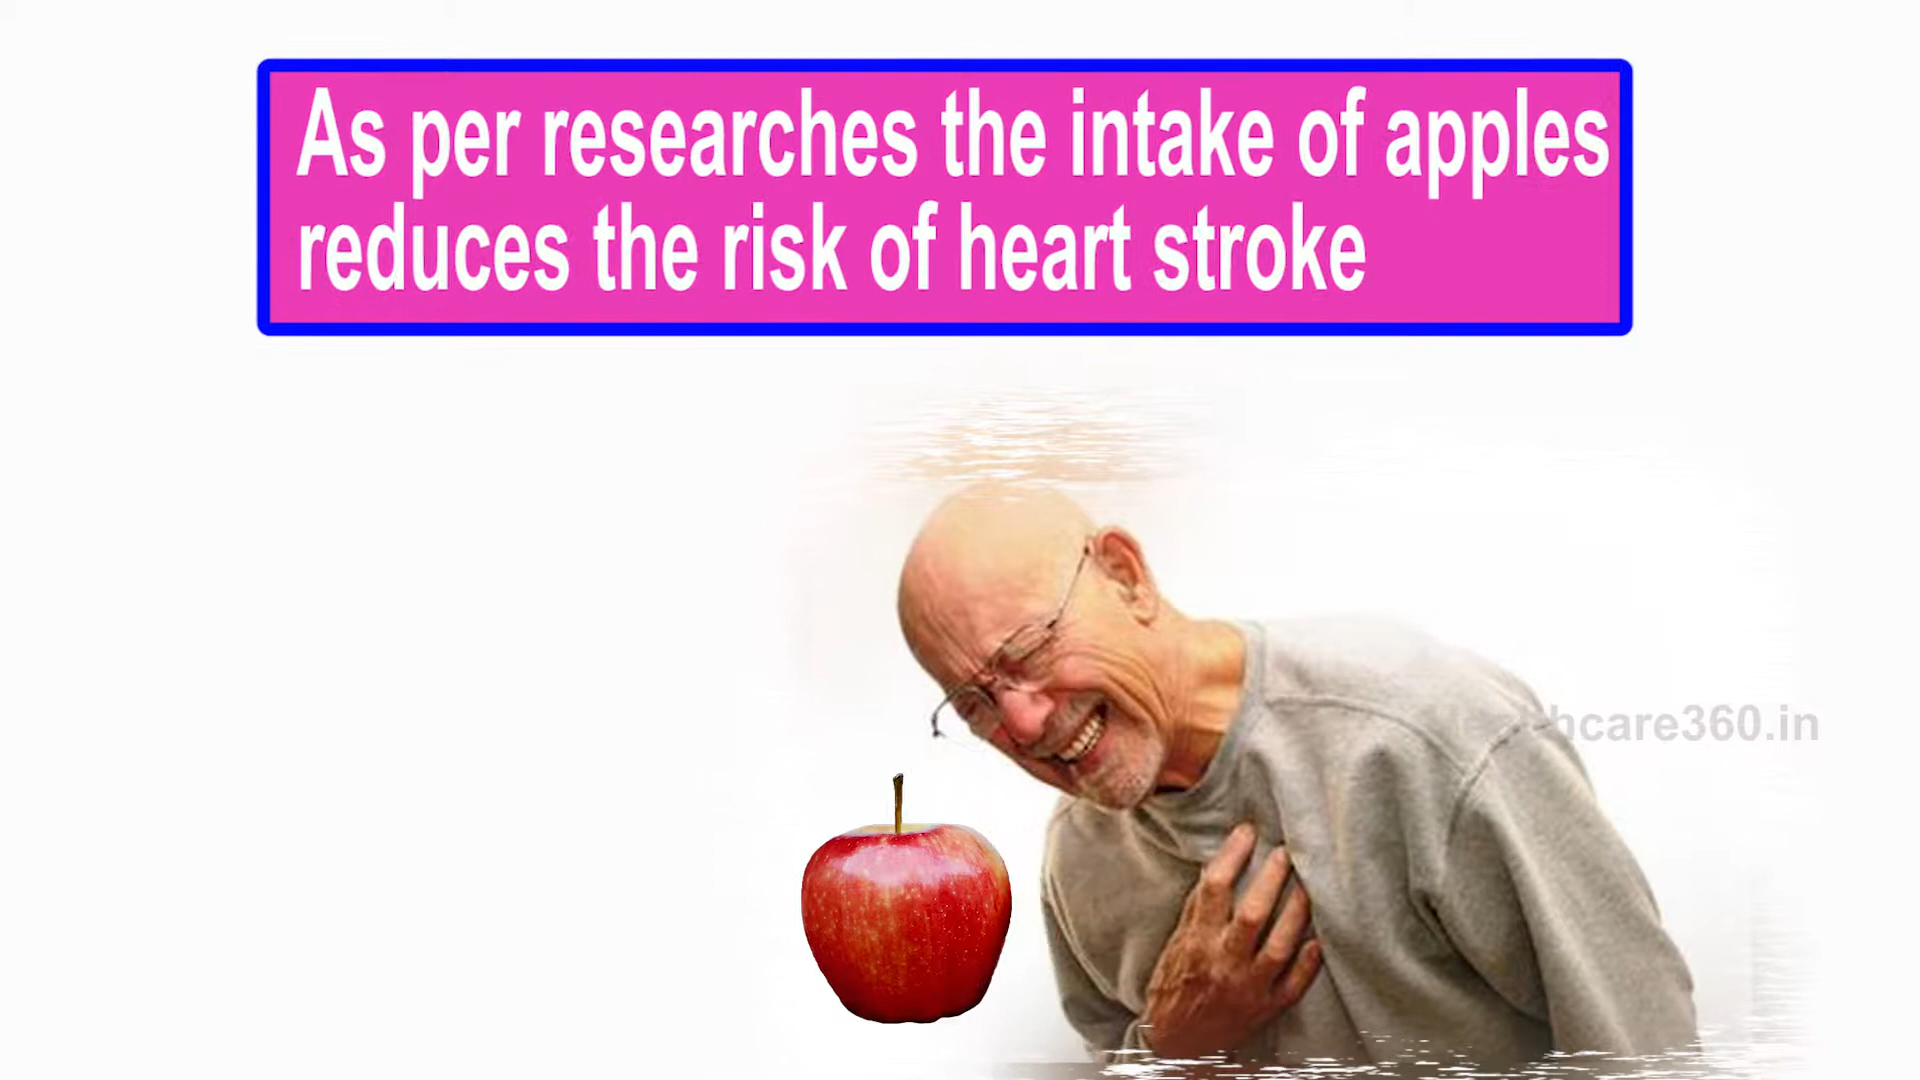 As per researches the intake of apples
reduces the risk of heart stroke